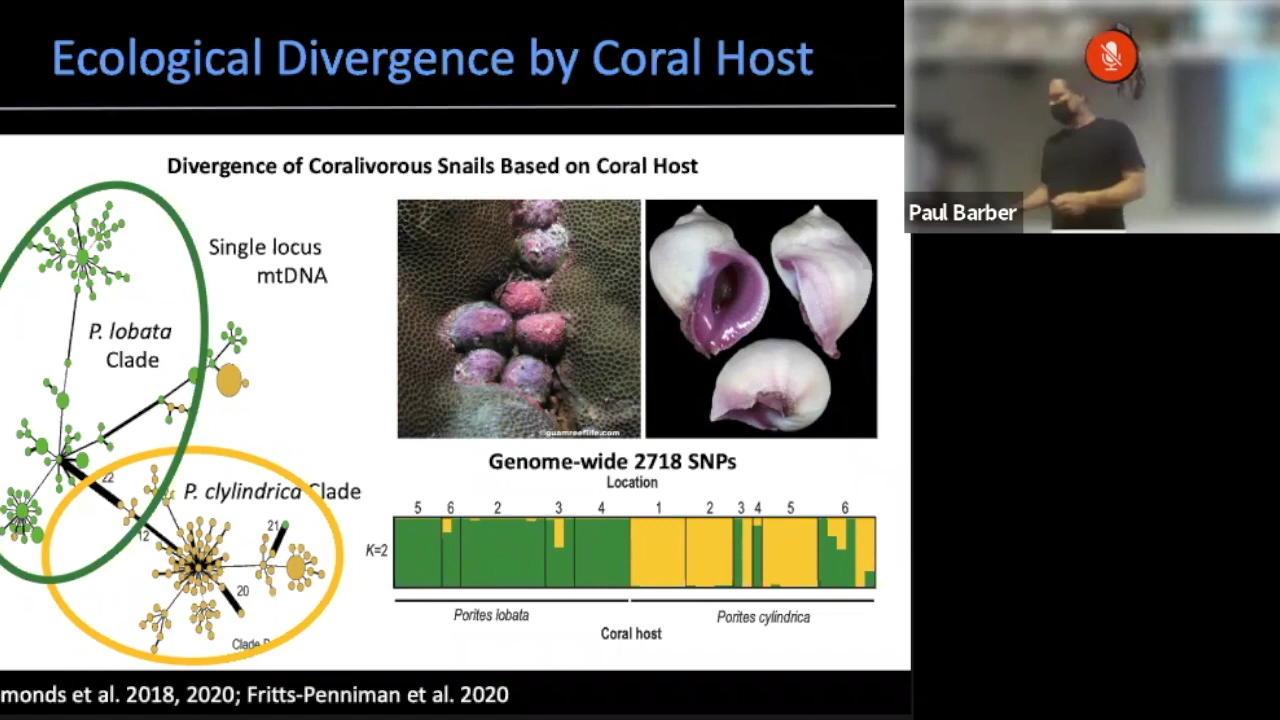 Ecological Divergence by Coral Host
Paul Barber
Divergence of Coralivorous Snails Based on Coral Host
Single locus
mtDNA
P. lobata
Clade
©guamreeflife.com
22
P. clylindrica Clade
12
21
20
Clade
Genome-wide 2718 SNPs
Location
5 6 2 3 4 1 2 3 4 5 6
K=2
Porites lobata Porites cylindrica
Coral host
monds et al. 2018, 2020; Fritts-Penniman et al. 2020